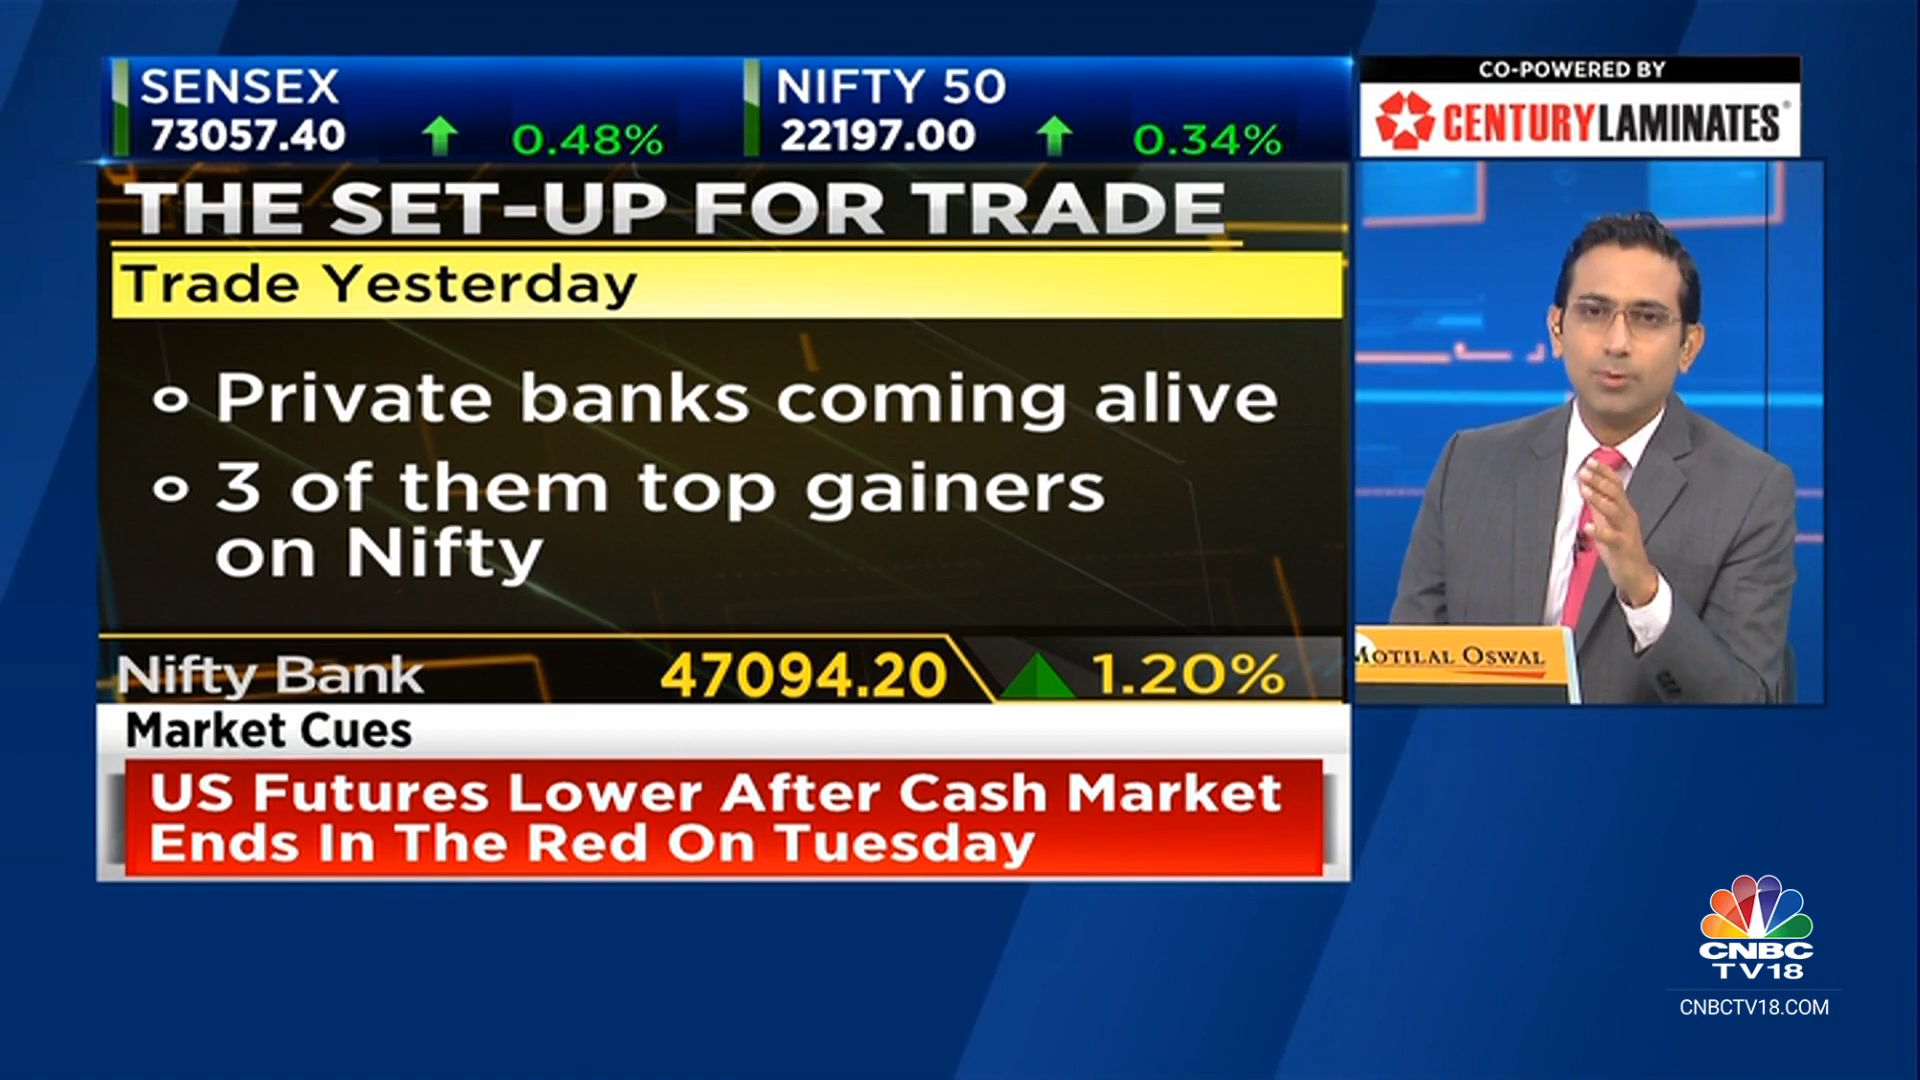 SENSEX
73057.40 0.48%
NIFTY 50
22197.00 0.34%
CO-POWERED BY
CENTURYLAMINATES®
THE SET-UP FOR TRADE
Trade Yesterday
Private banks coming alive
3 of them top gainers
on Nifty
Nifty Bank 47094.20 1.20%
MOTILAL OSWAL
Market Cues
US Futures Lower After Cash Market
Ends In The Red On Tuesday
CNBC
TV18
CNBCTV18.COM